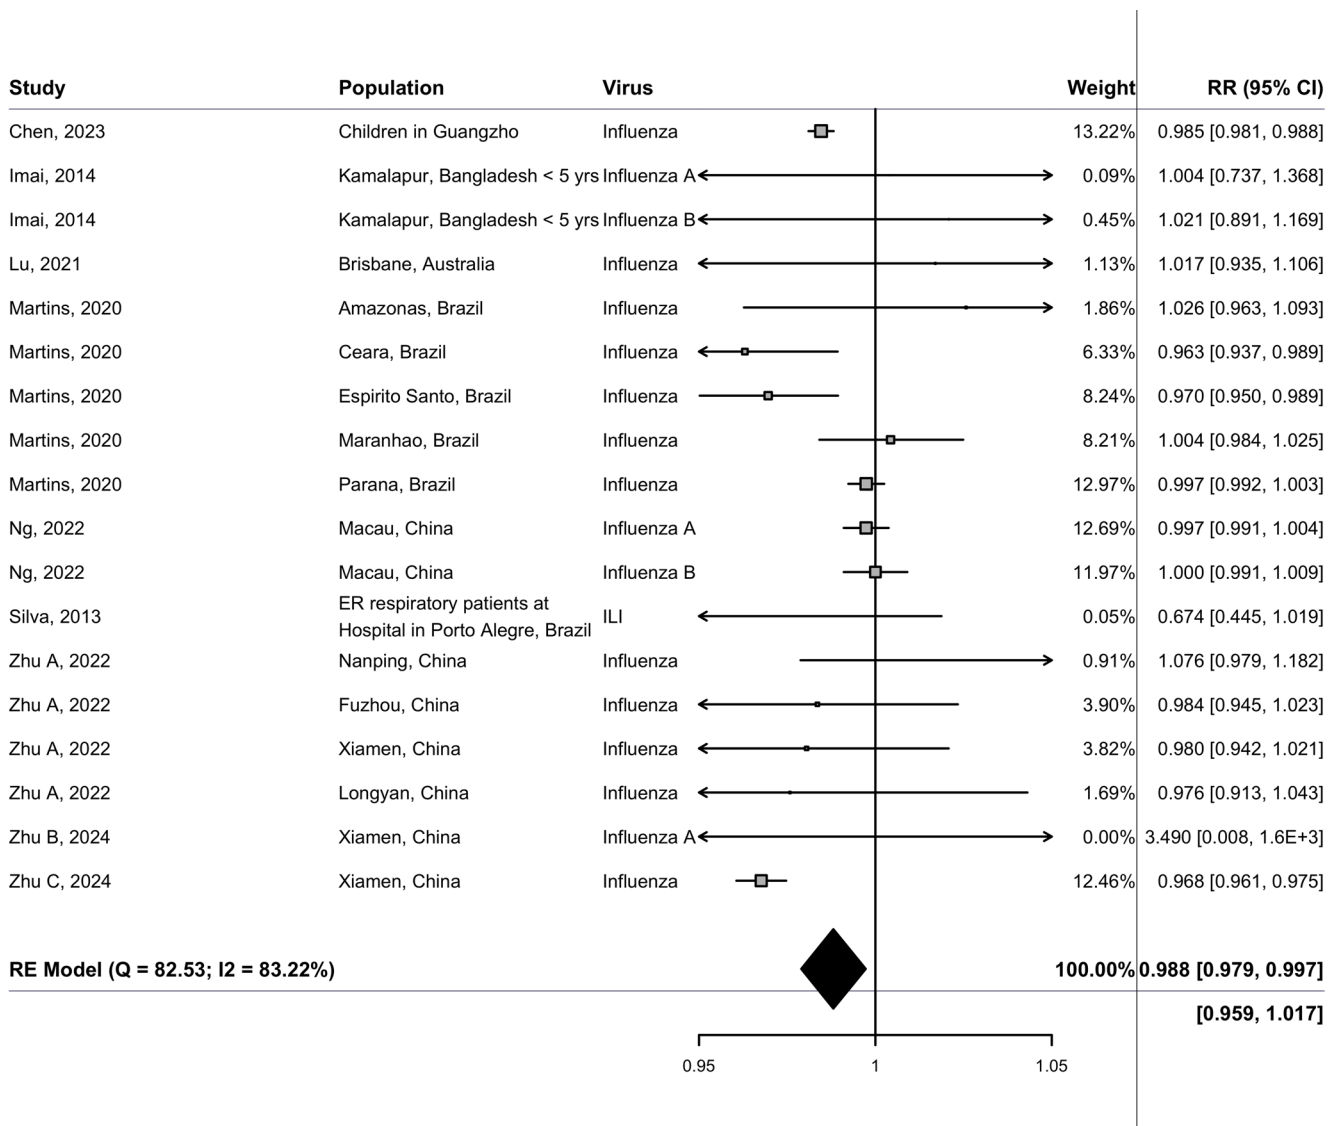 Study Population Virus Weight RR (95% CI)
Chen, 2023 Children in Guangzho Influenza 13.22% 0.985 [0.981, 0.988]
Imai, 2014 Kamalapur, Bangladesh < 5 yrs Influenza A 0.09% 1.004 [0.737, 1.368]
Imai, 2014 Kamalapur, Bangladesh < 5 yrs Influenza B 0.45% 1.021 [0.891, 1.169]
Lu, 2021 Brisbane, Australia Influenza 1.13% 1.017 [0.935, 1.106]
Martins, 2020 Amazonas, Brazil Influenza 1.86% 1.026 [0.963, 1.093]
Martins, 2020 Ceara, Brazil Influenza 6.33% 0.963 [0.937, 0.989]
Martins, 2020 Espirito Santo, Brazil Influenza 8.24% 0.970 [0.950, 0.989]
Martins, 2020 Maranhao, Brazil Influenza 8.21% 1.004 [0.984, 1.025]
Martins, 2020 Parana, Brazil Influenza 12.97% 0.997 [0.992, 1.003]
Ng, 2022 Macau, China Influenza A 12.69% 0.997 [0.991, 1.004]
Ng, 2022 Macau, China Influenza B 11.97% 1.000 [0.991, 1.009]
ER respiratory patients at
Silva, 2013 Hospital in Porto Alegre, Brazil ILI 0.05% 0.674 [0.445, 1.019]
Zhu A, 2022 Nanping, China Influenza 0.91% 1.076 [0.979, 1.182]
Zhu A, 2022 Fuzhou, China Influenza 3.90% 0.984 [0.945, 1.023]
Zhu A, 2022 Xiamen, China Influenza 3.82% 0.980 [0.942, 1.021]
Zhu A, 2022 Longyan, China Influenza 1.69% 0.976 [0.913, 1.043]
Zhu B, 2024 Xiamen, China Influenza A 0.00% 3.490 [0.008, 1.6E+3]
Zhu C, 2024 Xiamen, China Influenza 12.46% 0.968 [0.961, 0.975]
RE Model (Q = 82.53; I2 = 83.22%) 100.00% 0.988 [0.979, 0.997]
[0.959, 1.017]
0.95 1 1.05